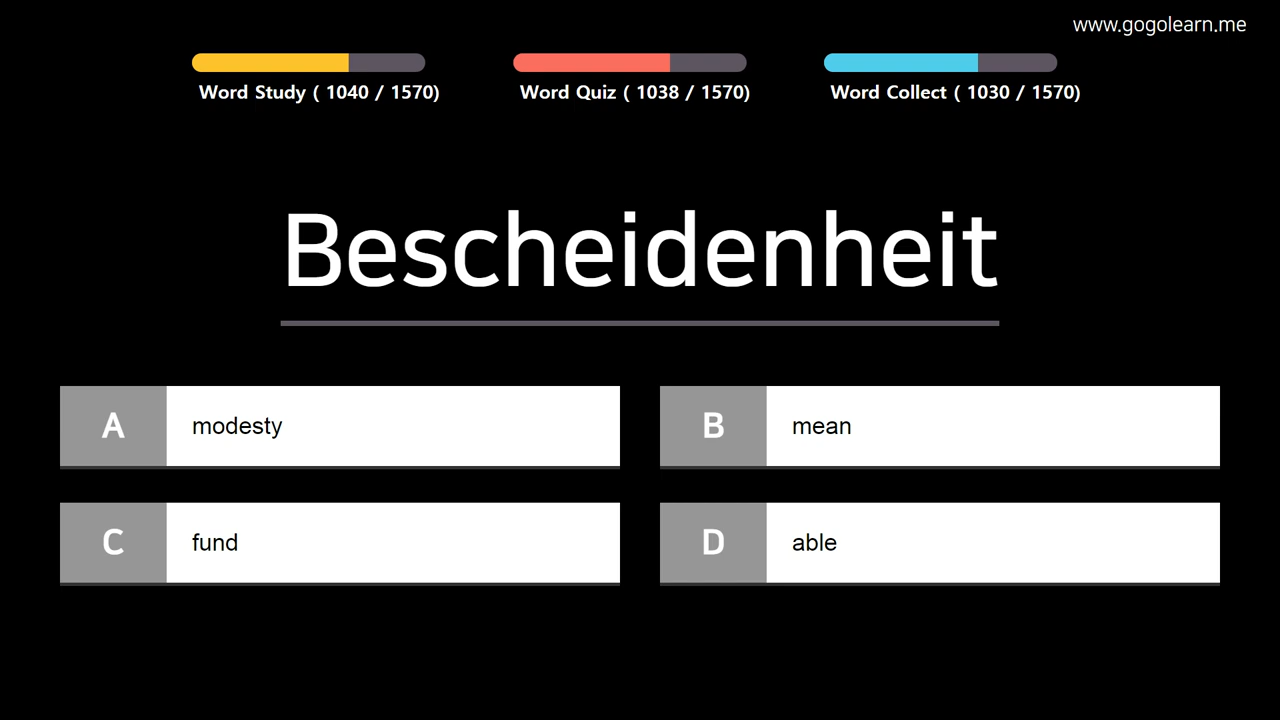 www.gogolearn.me
Word Study ( 1040 / 1570)
Word Quiz ( 1038 / 1570)
Word Collect ( 1030 / 1570)
Bescheidenheit
A modesty
B mean
C fund
D able